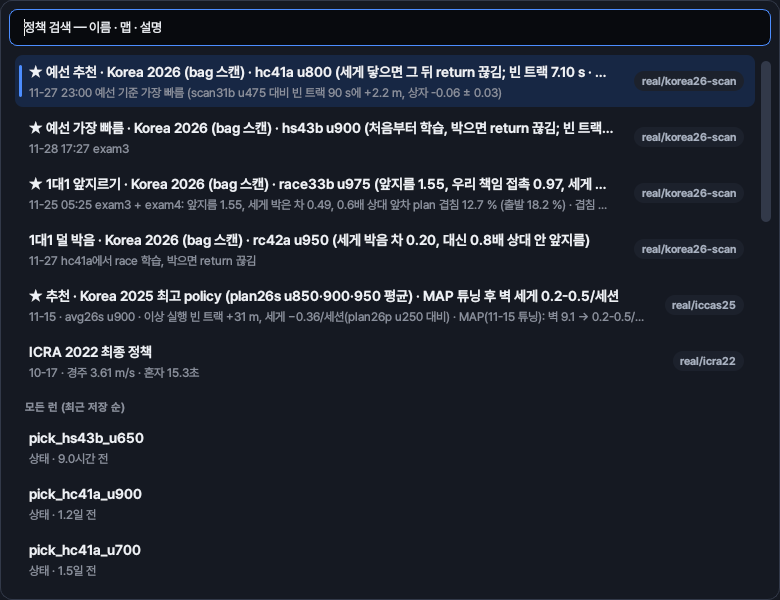 정책 검색 — 이름 · 맵 · 설명
★ 예선 추천 · Korea 2026 (bag 스캔) · hc41a u800 (세게 닿으면 그 뒤 return 끊김; 빈 트랙 7.10 s · ...
real/korea26-scan
11-27 23:00 예선 기준 가장 빠름 (scan31b u475 대비 빈 트랙 90 s에 +2.2 m, 상자 -0.06 ± 0.03)
★ 예선 가장 빠름 · Korea 2026 (bag 스캔) · hs43b u900 (처음부터 학습, 박으면 return 끊김; 빈 트랙...
real/korea26-scan
11-28 17:27 exam3
★ 1대1 앞지르기 · Korea 2026 (bag 스캔) · race33b u975 (앞지름 1.55, 우리 책임 접촉 0.97, 세게 ...
real/korea26-scan
11-25 05:25 exam3 + exam4: 앞지름 1.55, 세게 박은 차 0.49, 0.6배 상대 앞차 plan 겹침 12.7 % (출발 18.2 %) · 겹침 ...
1대1 덜 박음 · Korea 2026 (bag 스캔) · rc42a u950 (세게 박음 차 0.20, 대신 0.8배 상대 안 앞지름)
real/korea26-scan
11-27 hc41a에서 race 학습, 박으면 return 끊김
★ 추천 · Korea 2025 최고 policy (plan26s u850·900·950 평균) · MAP 튜닝 후 벽 세게 0.2-0.5/세션
real/iccas25
11-15 · avg26s u900 · 이상 실행 빈 트랙 +31 m, 세게 −0.36/세션(plan26p u250 대비) · MAP(11-15 튜닝): 벽 9.1 → 0.2-0.5/...
ICRA 2022 최종 정책
real/icra22
10-17 · 경주 3.61 m/s · 혼자 15.3초
모든 런 (최근 저장 순)
pick_hs43b_u650
상태 · 9.0시간 전
pick_hc41a_u900
상태 · 1.2일 전
pick_hc41a_u700
상태 · 1.5일 전